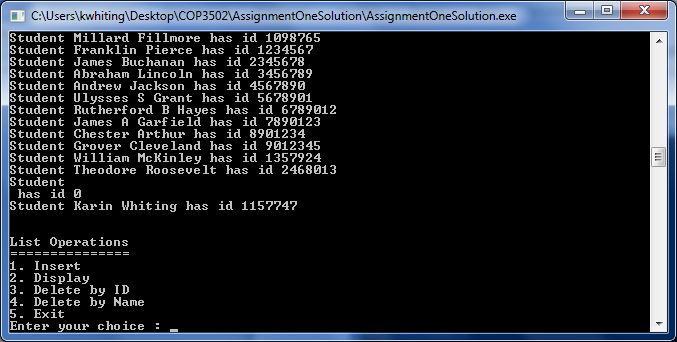 C:\Users\kwhiting\Desktop\COP3502\AssignmentOneSolution\AssignmentOneSolution.exe
Student Millard Fillmore has id 1098765
Student Franklin Pierce has id 1234567
Student James Buchanan has id 2345678
Student Abraham Lincoln has id 3456789
Student Andrew Jackson has id 4567890
Student Ulysses S Grant has id 5678901
Student Rutherford B Hayes has id 6789012
Student James A Garfield has id 7890123
Student Chester Arthur has id 8901234
Student Grover Cleveland has id 9012345
Student William McKinley has id 1357924
Student Theodore Roosevelt has id 2468013
Student
 has id 0
Student Karin Whiting has id 1157747
List Operations
===============
1. Insert
2. Display
3. Delete by ID
4. Delete by Name
5. Exit
Enter your choice : _